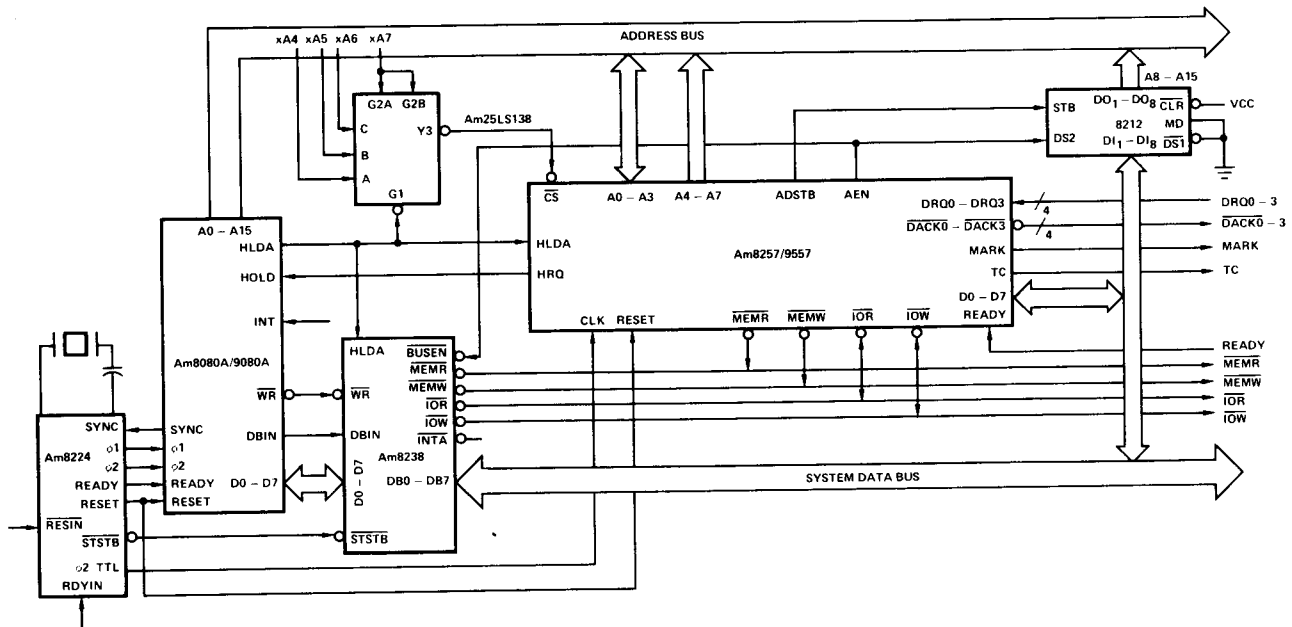 xA4 xA5 xA6 xA7
ADDRESS BUS
A8 – A15
G2A G2B
C
B
A
Y3
G1
Am25LS138
STB
DS2
DO1 – DO8
8212
DI1 – DI8
CLR
MD
DS1
VCC
CS
A0 – A3
A4 – A7
ADSTB
AEN
HLDA
HRQ
Am8257/9557
DRQ0 – DRQ3
DACK0 – DACK3
MARK
TC
D0 – D7
READY
CLK
RESET
MEMR
MEMW
IOR
IOW
4
4
DRQ0 – 3
DACK0 – 3
MARK
TC
READY
MEMR
MEMW
IOR
IOW
A0 – A15
HLDA
HOLD
INT
Am8080A/9080A
WR
DBIN
D0 – D7
SYNC
φ1
φ2
READY
RESET
HLDA
BUSEN
MEMR
MEMW
IOR
IOW
INTA
WR
DBIN
Am8238
D0 – D7
DB0 – DB7
STSTB
SYSTEM DATA BUS
SYNC
Am8224
φ1
φ2
READY
RESET
RESIN
STSTB
φ2 TTL
RDYIN